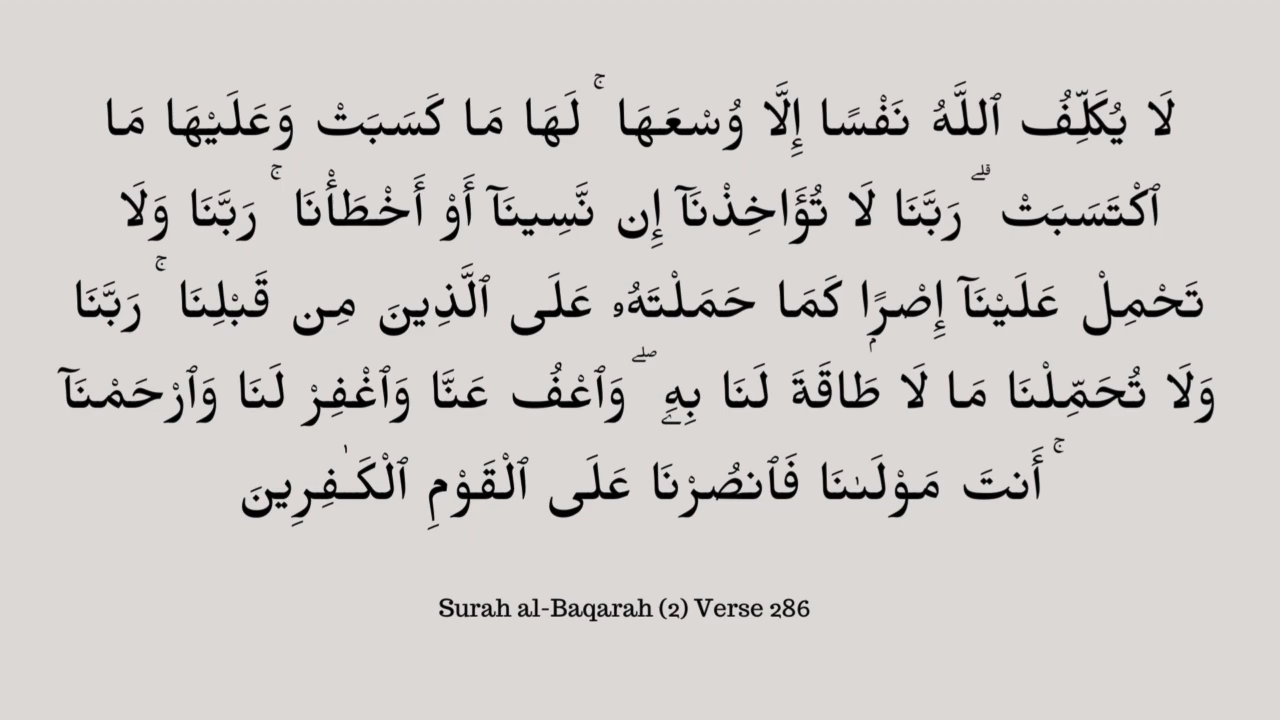 لَا يُكَلِّفُ ٱللَّهُ نَفْسًا إِلَّا وُسْعَهَا ۚ لَهَا مَا كَسَبَتْ وَعَلَيْهَا مَا
ٱكْتَسَبَتْ ۗ رَبَّنَا لَا تُؤَاخِذْنَآ إِن نَّسِينَآ أَوْ أَخْطَأْنَا ۚ رَبَّنَا وَلَا
تَحْمِلْ عَلَيْنَآ إِصْرًا كَمَا حَمَلْتَهُۥ عَلَى ٱلَّذِينَ مِن قَبْلِنَا ۚ رَبَّنَا
وَلَا تُحَمِّلْنَا مَا لَا طَاقَةَ لَنَا بِهِۦ ۖ وَٱعْفُ عَنَّا وَٱغْفِرْ لَنَا وَٱرْحَمْنَآ
ۚ أَنتَ مَوْلَىٰنَا فَٱنصُرْنَا عَلَى ٱلْقَوْمِ ٱلْكَـٰفِرِينَ
Surah al-Baqarah (2) Verse 286